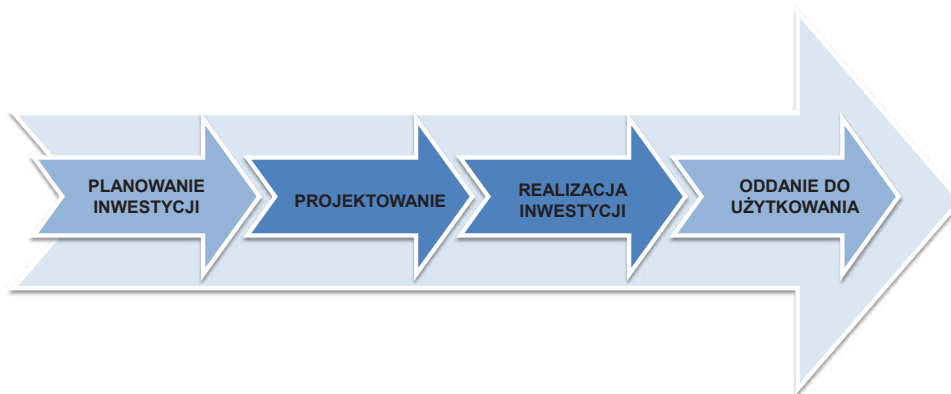 PLANOWANIE
INWESTYCJI
PROJEKTOWANIE
REALIZACJA
INWESTYCJI
ODDANIE DO
UŻYTKOWANIA